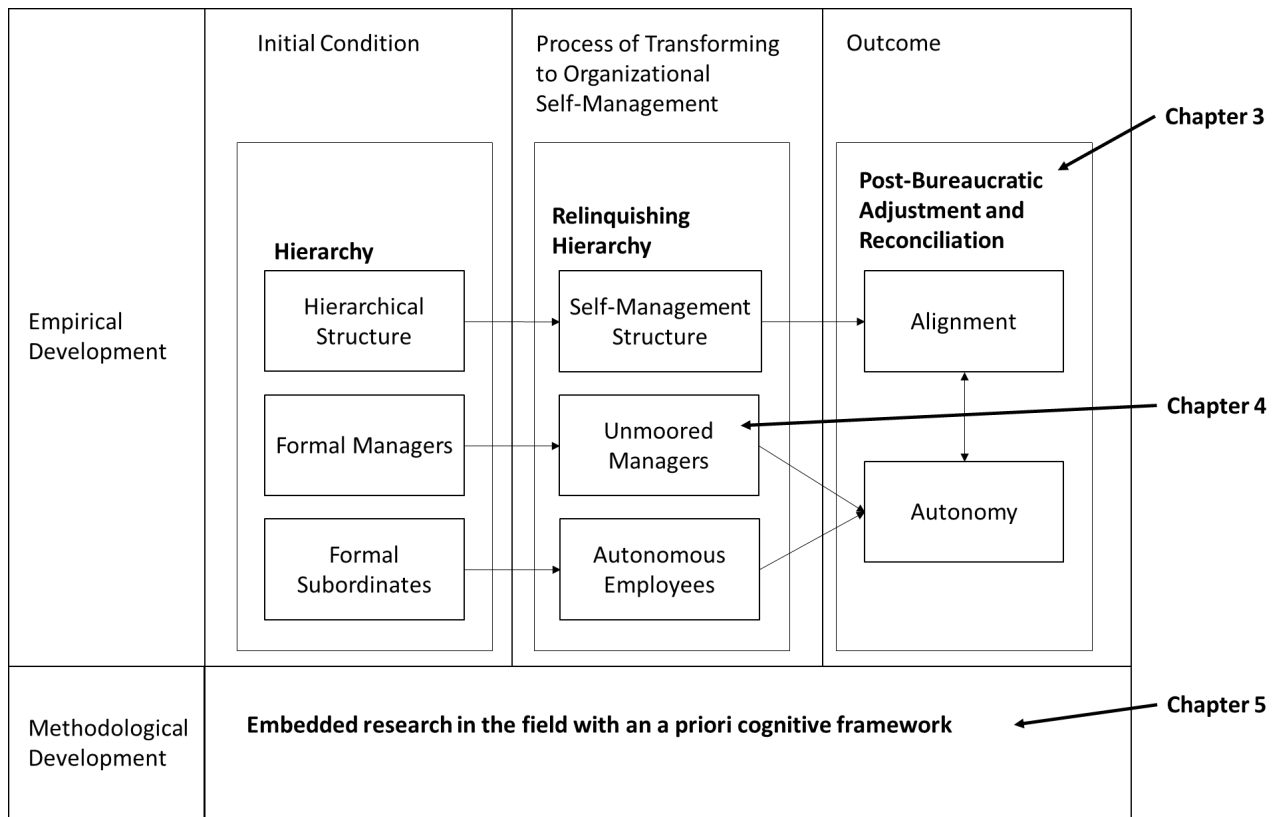 Initial Condition
Process of Transforming
to Organizational
Self-Management
Outcome
Chapter 3
Empirical
Development
Hierarchy
Hierarchical
Structure
Formal Managers
Formal
Subordinates
Relinquishing
Hierarchy
Self-Management
Structure
Unmoored
Managers
Autonomous
Employees
Post-Bureaucratic
Adjustment and
Reconciliation
Alignment
Autonomy
Chapter 4
Methodological
Development
Embedded research in the field with an a priori cognitive framework
Chapter 5